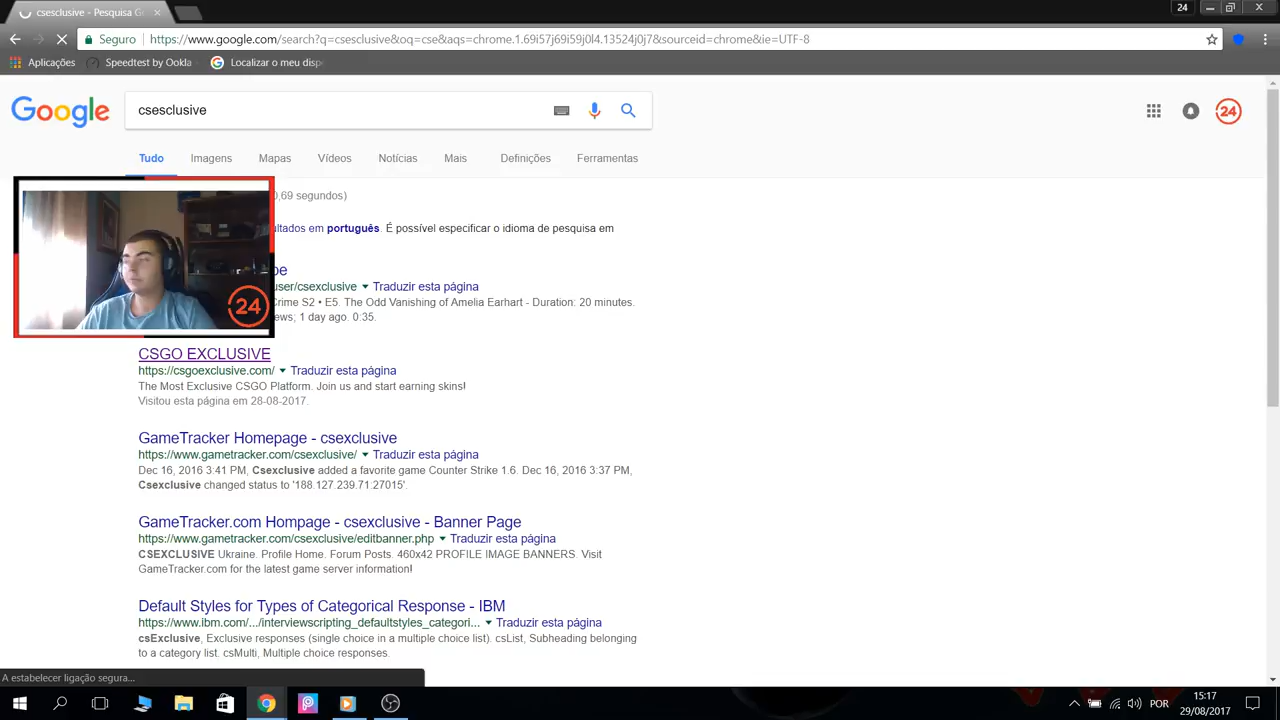 csesclusive - Pesquisa G
24
Seguro
https://www.google.com/search?q=csesclusive&oq=cse&aqs=chrome.1.69i57j69i59j0l4.13524j0j7&sourceid=chrome&ie=UTF-8
Aplicações Speedtest by Ookla Localizar o meu disp
Google csesclusive 24
Tudo Imagens Mapas Vídeos Notícias Mais Definições Ferramentas
0,69 segundos)
ultados em português. É possível especificar o idioma de pesquisa em
be
user/csexclusive Traduzir esta página
Crime S2 • E5. The Odd Vanishing of Amelia Earhart - Duration: 20 minutes.
ews; 1 day ago. 0:35.
24
CSGO EXCLUSIVE
https://csgoexclusive.com/ Traduzir esta página
The Most Exclusive CSGO Platform. Join us and start earning skins!
Visitou esta página em 28-08-2017.
GameTracker Homepage - csexclusive
https://www.gametracker.com/csexclusive/ Traduzir esta página
Dec 16, 2016 3:41 PM, Csexclusive added a favorite game Counter Strike 1.6. Dec 16, 2016 3:37 PM,
Csexclusive changed status to '188.127.239.71:27015'.
GameTracker.com Hompage - csexclusive - Banner Page
https://www.gametracker.com/csexclusive/editbanner.php Traduzir esta página
CSEXCLUSIVE Ukraine. Profile Home. Forum Posts. 460x42 PROFILE IMAGE BANNERS. Visit
GameTracker.com for the latest game server information!
Default Styles for Types of Categorical Response - IBM
https://www.ibm.com/.../interviewscripting_defaultstyles_categori... Traduzir esta página
csExclusive, Exclusive responses (single choice in a multiple choice list). csList, Subheading belonging
to a category list. csMulti, Multiple choice responses.
A estabelecer ligação segura...
POR
15:17
29/08/2017